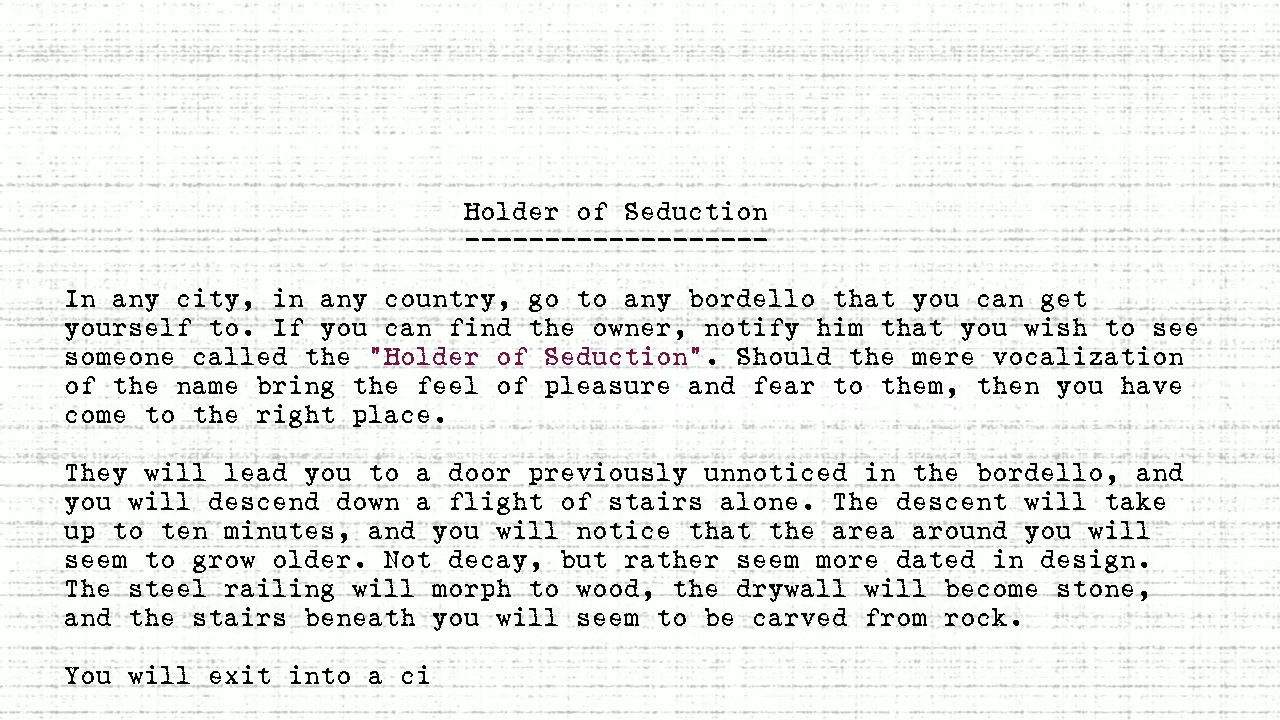 Holder of Seduction
-------------------
In any city, in any country, go to any bordello that you can get
yourself to. If you can find the owner, notify him that you wish to see
someone called the "Holder of Seduction". Should the mere vocalization
of the name bring the feel of pleasure and fear to them, then you have
come to the right place.
They will lead you to a door previously unnoticed in the bordello, and
you will descend down a flight of stairs alone. The descent will take
up to ten minutes, and you will notice that the area around you will
seem to grow older. Not decay, but rather seem more dated in design.
The steel railing will morph to wood, the drywall will become stone,
and the stairs beneath you will seem to be carved from rock.
You will exit into a ci